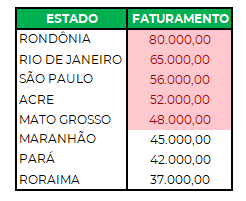 ESTADO FATURAMENTO
RONDÔNIA 80.000,00
RIO DE JANEIRO 65.000,00
SÃO PAULO 56.000,00
ACRE 52.000,00
MATO GROSSO 48.000,00
MARANHÃO 45.000,00
PARÁ 42.000,00
RORAIMA 37.000,00